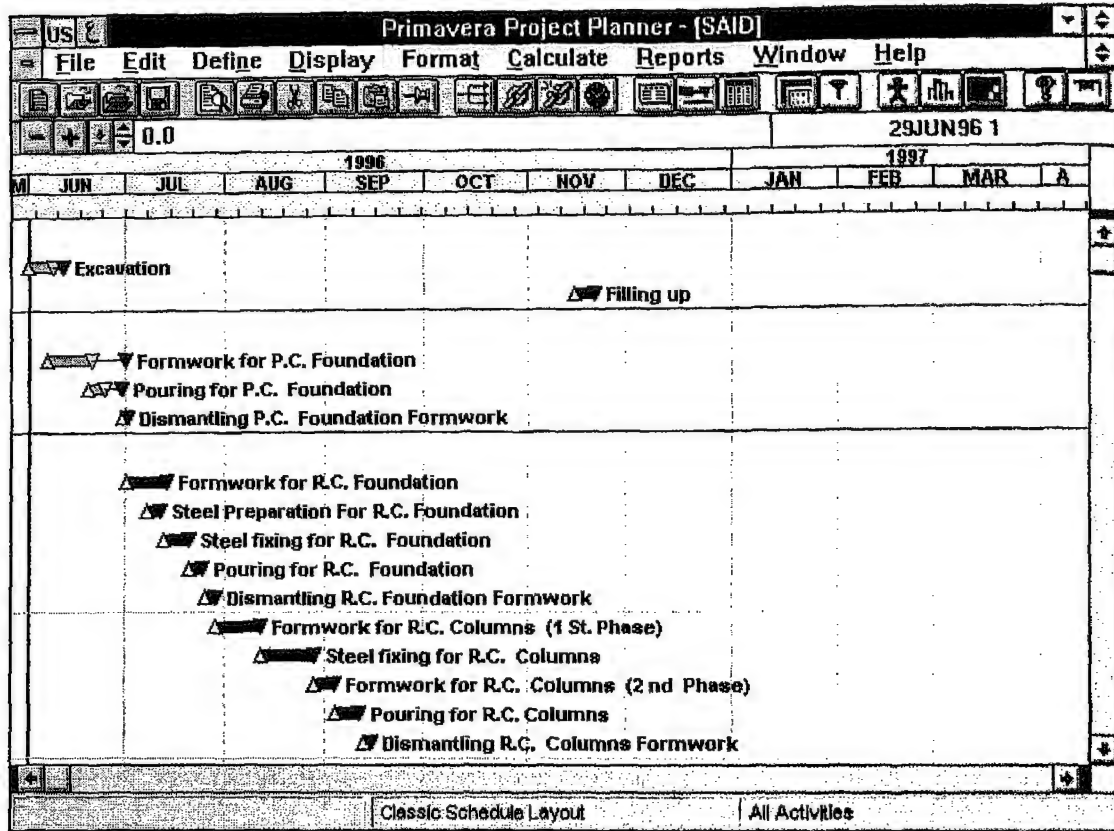 US ع Primavera Project Planner - [SAID]
File Edit Define Display Format Calculate Reports Window Help
0.0 29JUN96 1
1996 1997
M JUN JUL AUG SEP OCT NOV DEC JAN FEB MAR A
Excavation
Filling up
Formwork for P.C. Foundation
Pouring for P.C. Foundation
Dismantling P.C. Foundation Formwork
Formwork for R.C. Foundation
Steel Preparation For R.C. Foundation
Steel fixing for R.C. Foundation
Pouring for R.C. Foundation
Dismantling R.C. Foundation Formwork
Formwork for R.C. Columns (1 St. Phase)
Steel fixing for R.C. Columns
Formwork for R.C. Columns (2 nd Phase)
Pouring for R.C. Columns
Dismantling R.C. Columns Formwork
Classic Schedule Layout All Activities